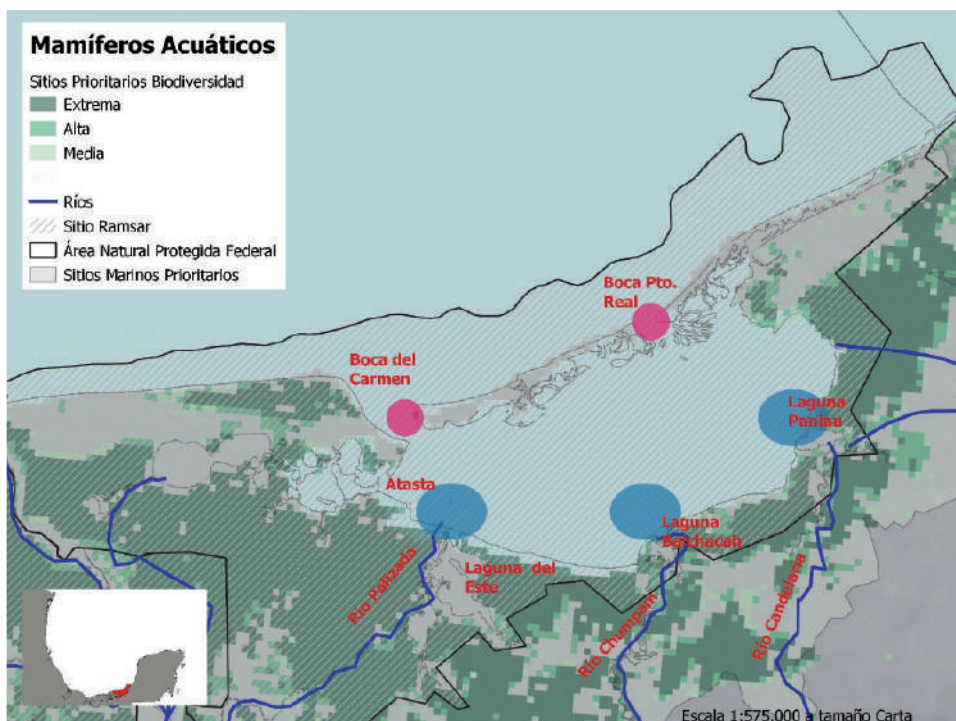 Mamíferos Acuáticos
Sitios Prioritarios Biodiversidad
Extrema
Alta
Media
Ríos
Sitio Ramsar
Área Natural Protegida Federal
Sitios Marinos Prioritarios
Boca Pto.
Real
Boca del
Carmen
Laguna
Panlau
Atasta
Laguna
Balchacah
Laguna del
Este
Río Palizada
Río Chumpam
Río Candelaria
Escala 1:575,000 a tamaño Carta